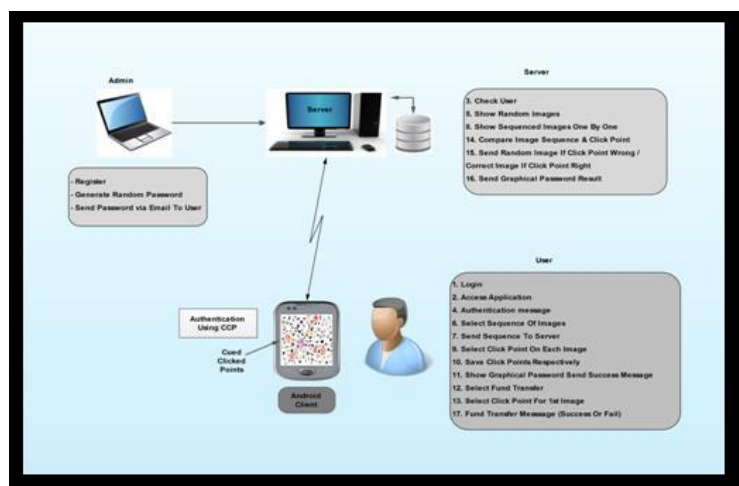 Admin
Server
- Register
- Generate Random Password
- Send Password via Email To User
Server
3. Check User
5. Show Random Images
8. Show Sequenced Images One By One
14. Compare Image Sequence & Click Point
15. Send Random Image If Click Point Wrong /
Correct Image If Click Point Right
16. Send Graphical Password Result
Authentication
Using CCP
Cued
Clicked
Points
Android
Client
User
1. Login
2. Access Application
4. Authentication message
6. Select Sequence Of Images
7. Send Sequence To Server
9. Select Click Point On Each Image
10. Save Click Points Respectively
11. Show Graphical Password Send Success Message
12. Select Fund Transfer
13. Select Click Point For 1st Image
17. Fund Transfer Messsage (Success Or Fail)